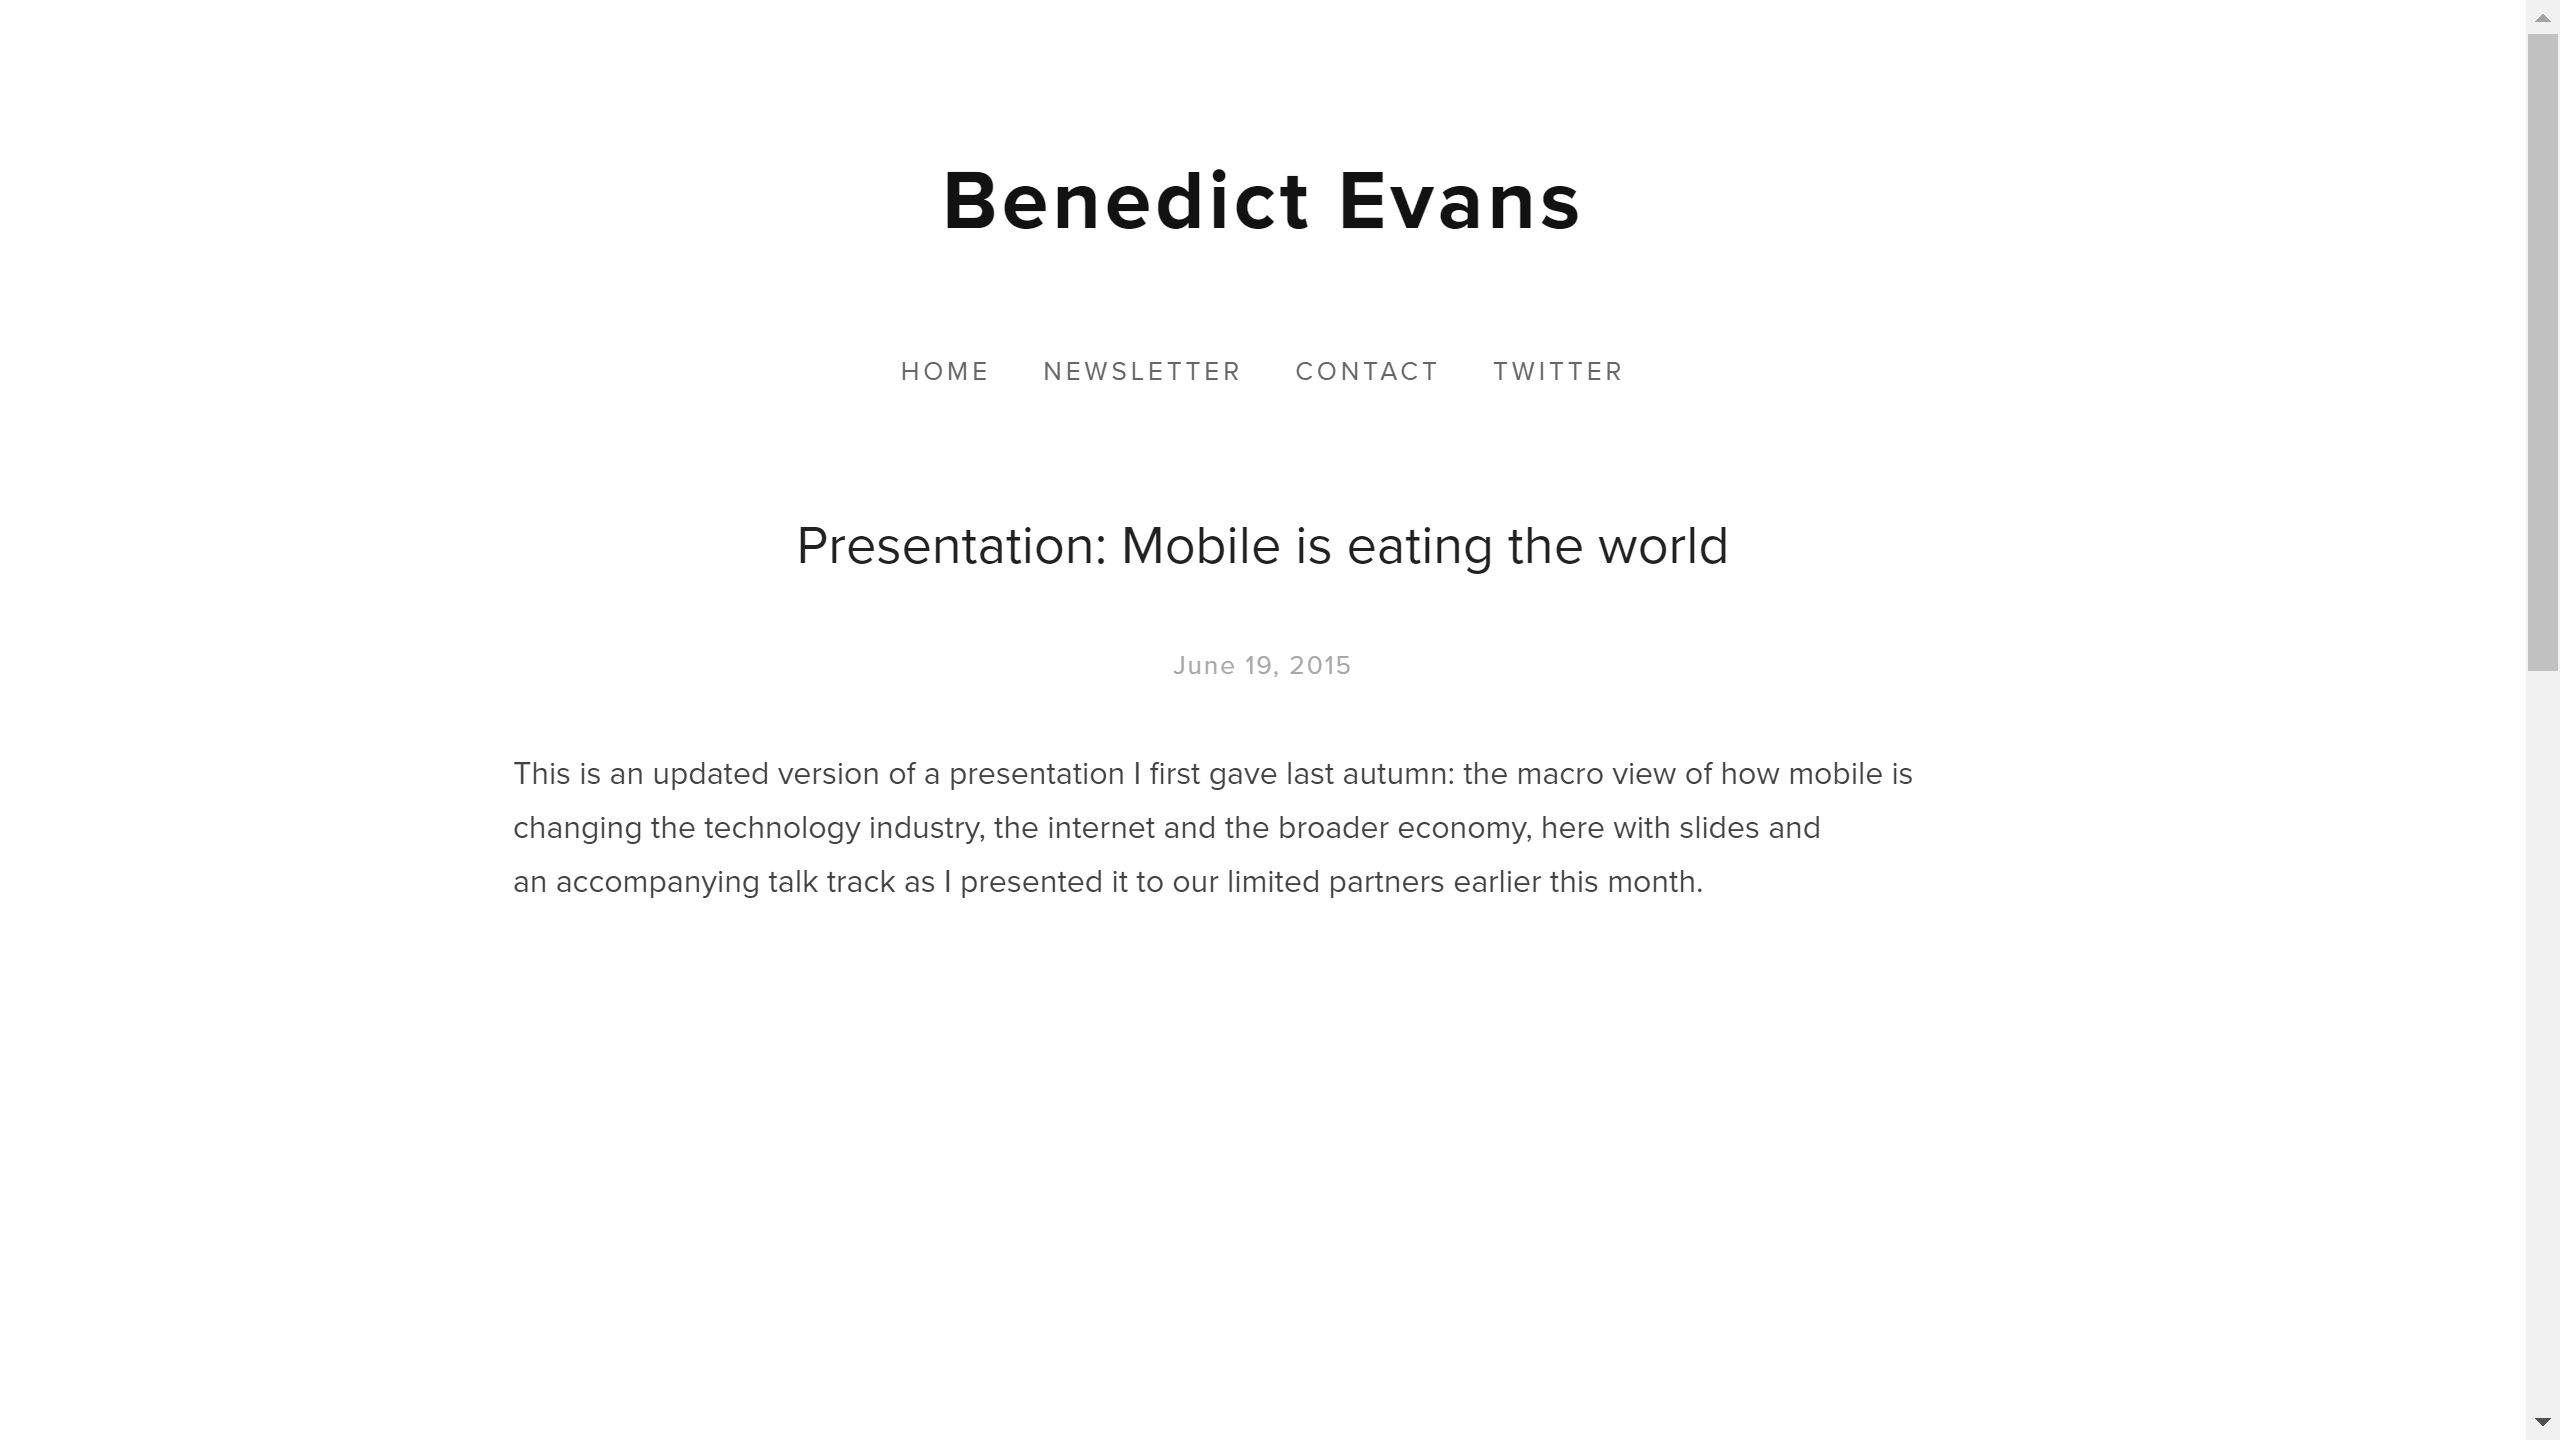 Benedict Evans
HOME NEWSLETTER CONTACT TWITTER
Presentation: Mobile is eating the world
June 19, 2015
This is an updated version of a presentation I first gave last autumn: the macro view of how mobile is
changing the technology industry, the internet and the broader economy, here with slides and
an accompanying talk track as I presented it to our limited partners earlier this month.